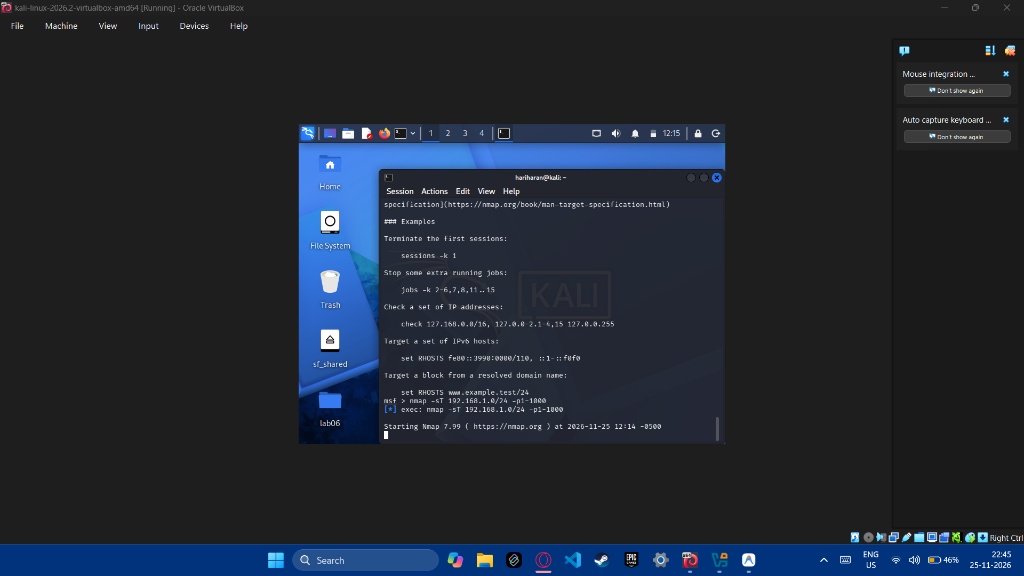 kali-linux-2026.2-virtualbox-amd64 [Running] - Oracle VirtualBox
File Machine View Input Devices Help
Mouse integration ...
Don't show again
Auto capture keyboard ...
Don't show again
1 2 3 4 12:15
Home
File System
Trash
sf_shared
lab06
hariharan@kali: ~
Session Actions Edit View Help
specification](https://nmap.org/book/man-target-specification.html)
### Examples
Terminate the first sessions:
sessions -k 1
Stop some extra running jobs:
jobs -k 2-6,7,8,11..15
Check a set of IP addresses:
check 127.168.0.0/16, 127.0.0-2.1-4,15 127.0.0.255
Target a set of IPv6 hosts:
set RHOSTS fe80::3990:0000/110, ::1-::f0f0
Target a block from a resolved domain name:
set RHOSTS www.example.test/24
msf > nmap -sT 192.168.1.0/24 -p1-1000
[*] exec: nmap -sT 192.168.1.0/24 -p1-1000
Starting Nmap 7.99 ( https://nmap.org ) at 2026-11-25 12:14 -0500
KALI
Right Ctrl
Search
EPIC
GAMES
ENG
US
46%
22:45
25-11-2026